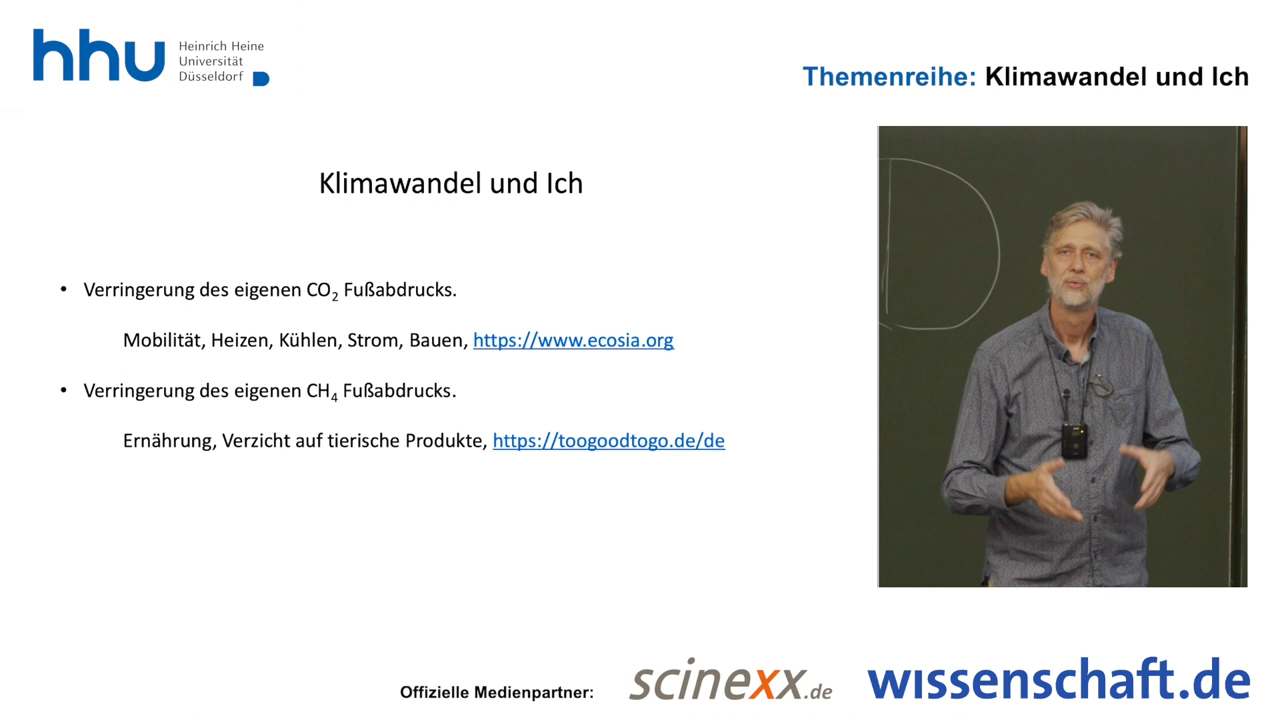 hhu Heinrich Heine
Universität
Düsseldorf
Themenreihe: Klimawandel und Ich
Klimawandel und Ich
• Verringerung des eigenen CO₂ Fußabdrucks.
Mobilität, Heizen, Kühlen, Strom, Bauen, https://www.ecosia.org
• Verringerung des eigenen CH₄ Fußabdrucks.
Ernährung, Verzicht auf tierische Produkte, https://toogoodtogo.de/de
Offizielle Medienpartner: scinexx.de wissenschaft.de